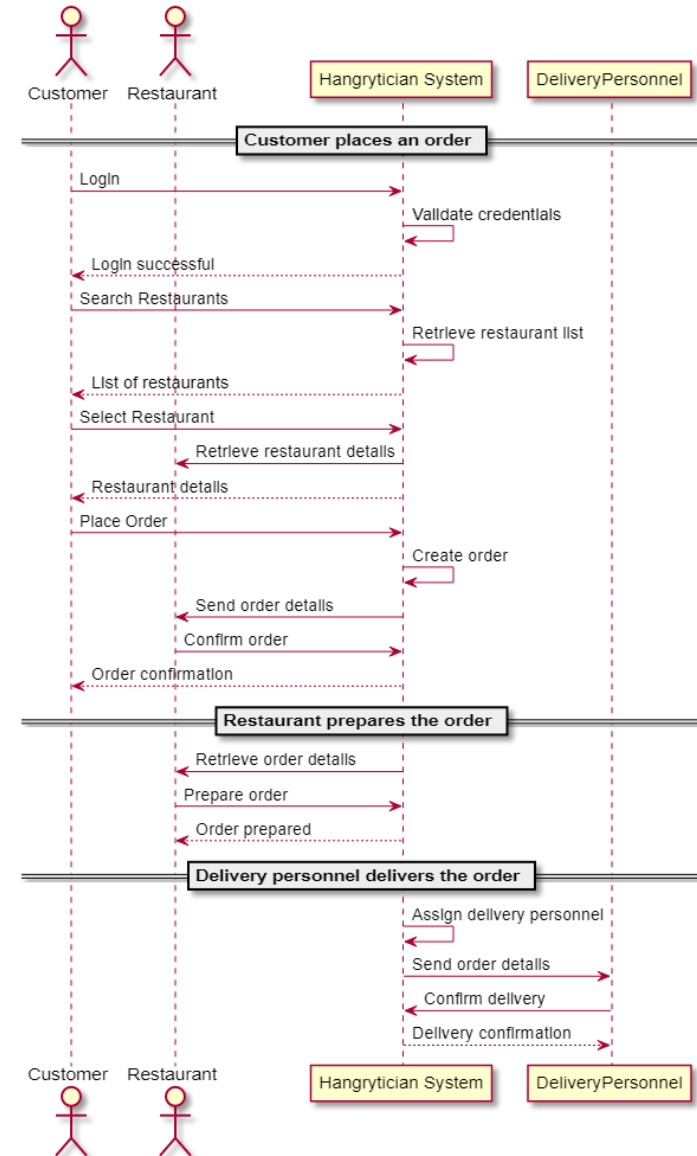 Customer
Restaurant
Hangrytician System
DeliveryPersonnel
Customer places an order
Login
Validate credentials
Login successful
Search Restaurants
Retrieve restaurant list
List of restaurants
Select Restaurant
Retrieve restaurant details
Restaurant details
Place Order
Create order
Send order details
Confirm order
Order confirmation
Restaurant prepares the order
Retrieve order details
Prepare order
Order prepared
Delivery personnel delivers the order
Assign delivery personnel
Send order details
Confirm delivery
Delivery confirmation
Customer
Restaurant
Hangrytician System
DeliveryPersonnel